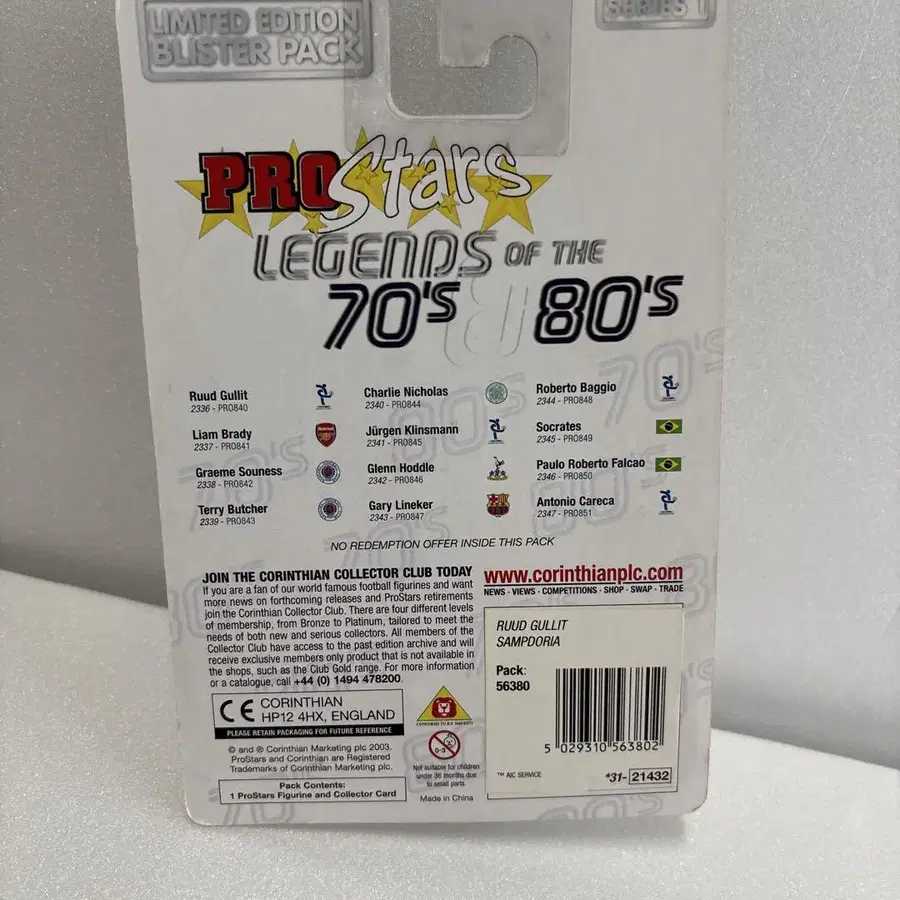 LIMITED EDITION
BLISTER PACK
SERIES 1
PRO Stars
LEGENDS OF THE
70'S & 80'S
Ruud Gullit
2336 - PRO840
Liam Brady
2337 - PRO841
Graeme Souness
2338 - PRO842
Terry Butcher
2339 - PRO843
Charlie Nicholas
2340 - PRO844
Jürgen Klinsmann
2341 - PRO845
Glenn Hoddle
2342 - PRO846
Gary Lineker
2343 - PRO847
Roberto Baggio
2344 - PRO848
Socrates
2345 - PRO849
Paulo Roberto Falcao
2346 - PRO850
Antonio Careca
2347 - PRO851
NO REDEMPTION OFFER INSIDE THIS PACK
JOIN THE CORINTHIAN COLLECTOR CLUB TODAY
If you are a fan of our world famous football figurines and want
more news on forthcoming releases and ProStars retirements
join the Corinthian Collector Club. There are four different levels
of membership, from Bronze to Platinum, tailored to meet the
needs of both new and serious collectors. All members of the
Collector Club have access to the past edition archive and will
receive exclusive members only product that is not available in
the shops, such as the Club Gold range. For more information
or a catalogue, call +44 (0) 1494 478200.
CE CORINTHIAN
HP12 4HX, ENGLAND
PLEASE RETAIN PACKAGING FOR FUTURE REFERENCE
© and ® Corinthian Marketing plc 2003.
ProStars and Corinthian are Registered
Trademarks of Corinthian Marketing plc.
Pack Contents:
1 ProStars Figurine and Collector Card
0-3
Not suitable for children
under 36 months due
to small parts.
Made in China
www.corinthianplc.com
NEWS - VIEWS - COMPETITIONS - SHOP - SWAP - TRADE
RUUD GULLIT
SAMPDORIA
Pack:
56380
5 029310 563802
™ AIC SERVICE
*31- 21432